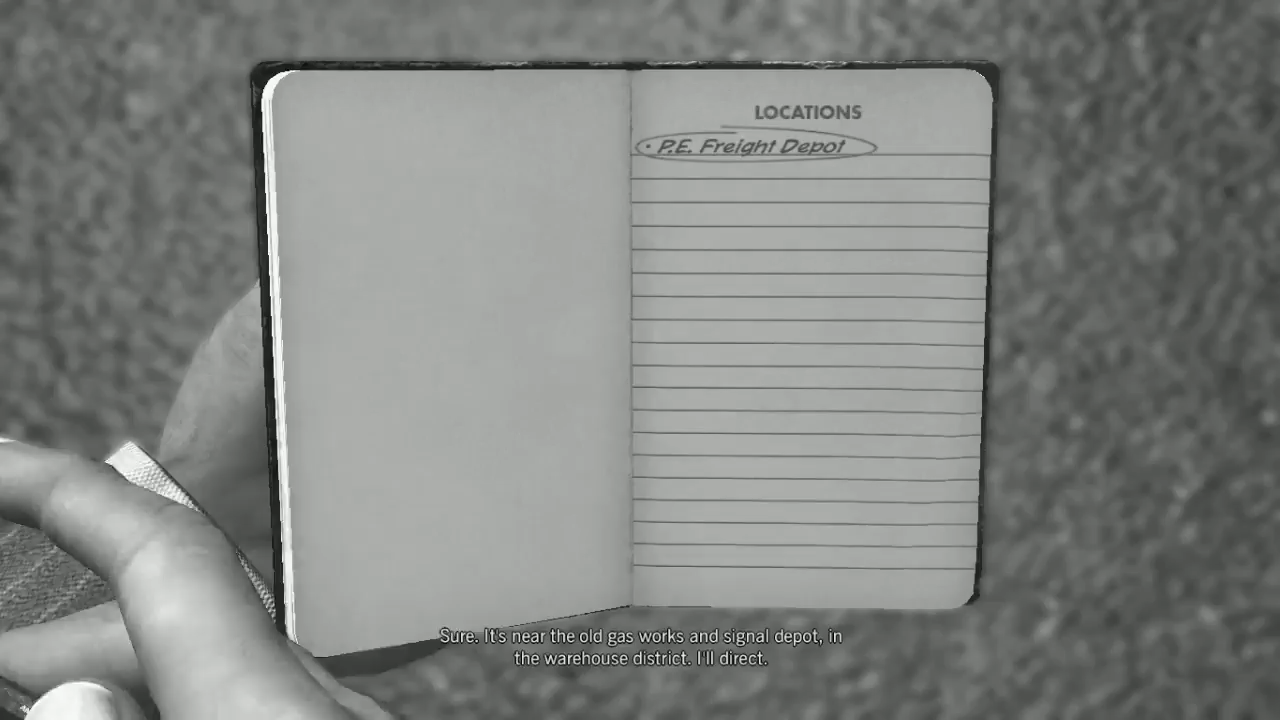 LOCATIONS
• P.E. Freight Depot
Sure. It's near the old gas works and signal depot, in
the warehouse district. I'll direct.